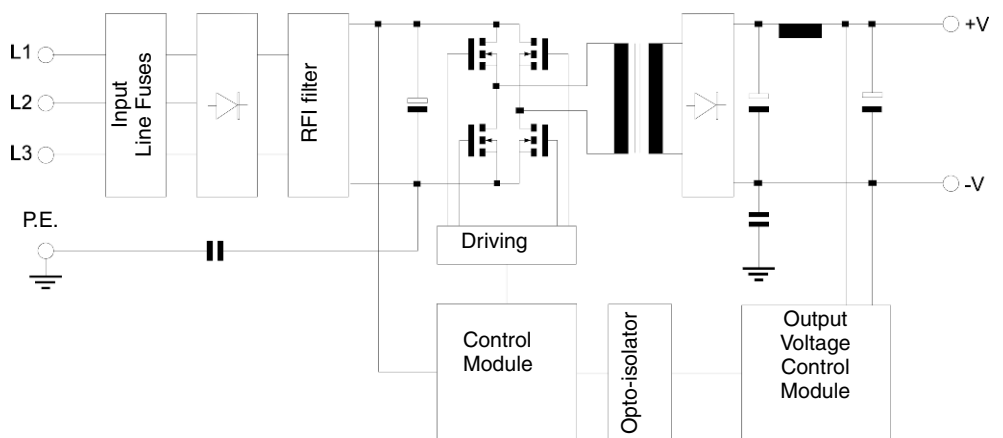 L1
L2
L3
P.E.
Input
Line Fuses
RFI filter
+V
-V
Driving
Control
Module
Opto-isolator
Output
Voltage
Control
Module